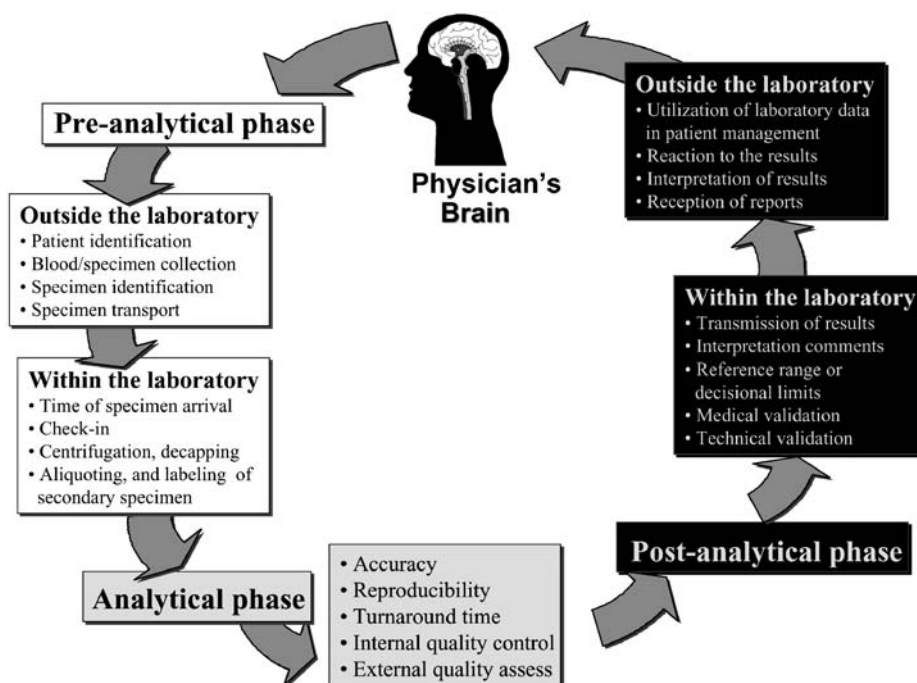 Physician's
Brain
Pre-analytical phase
Outside the laboratory
• Patient identification
• Blood/specimen collection
• Specimen identification
• Specimen transport
Within the laboratory
• Time of specimen arrival
• Check-in
• Centrifugation, decapping
• Aliquoting, and labeling of
secondary specimen
Analytical phase
• Accuracy
• Reproducibility
• Turnaround time
• Internal quality control
• External quality assess
Post-analytical phase
Within the laboratory
• Transmission of results
• Interpretation comments
• Reference range or
decisional limits
• Medical validation
• Technical validation
Outside the laboratory
• Utilization of laboratory data
in patient management
• Reaction to the results
• Interpretation of results
• Reception of reports